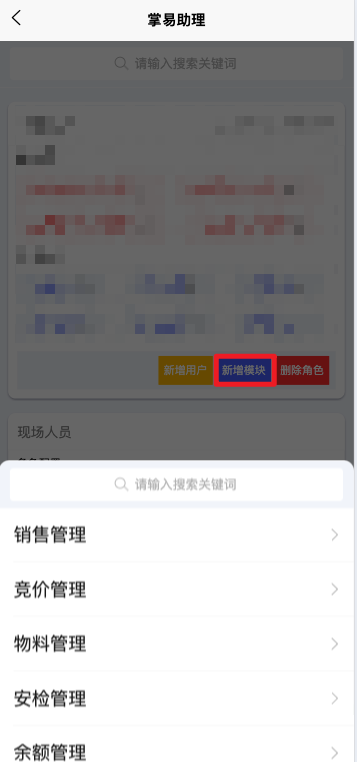 掌易助理
请输入搜索关键词
新增用户 新增模块 删除角色
现场人员
请输入搜索关键词
销售管理
竞价管理
物料管理
安检管理
余额管理